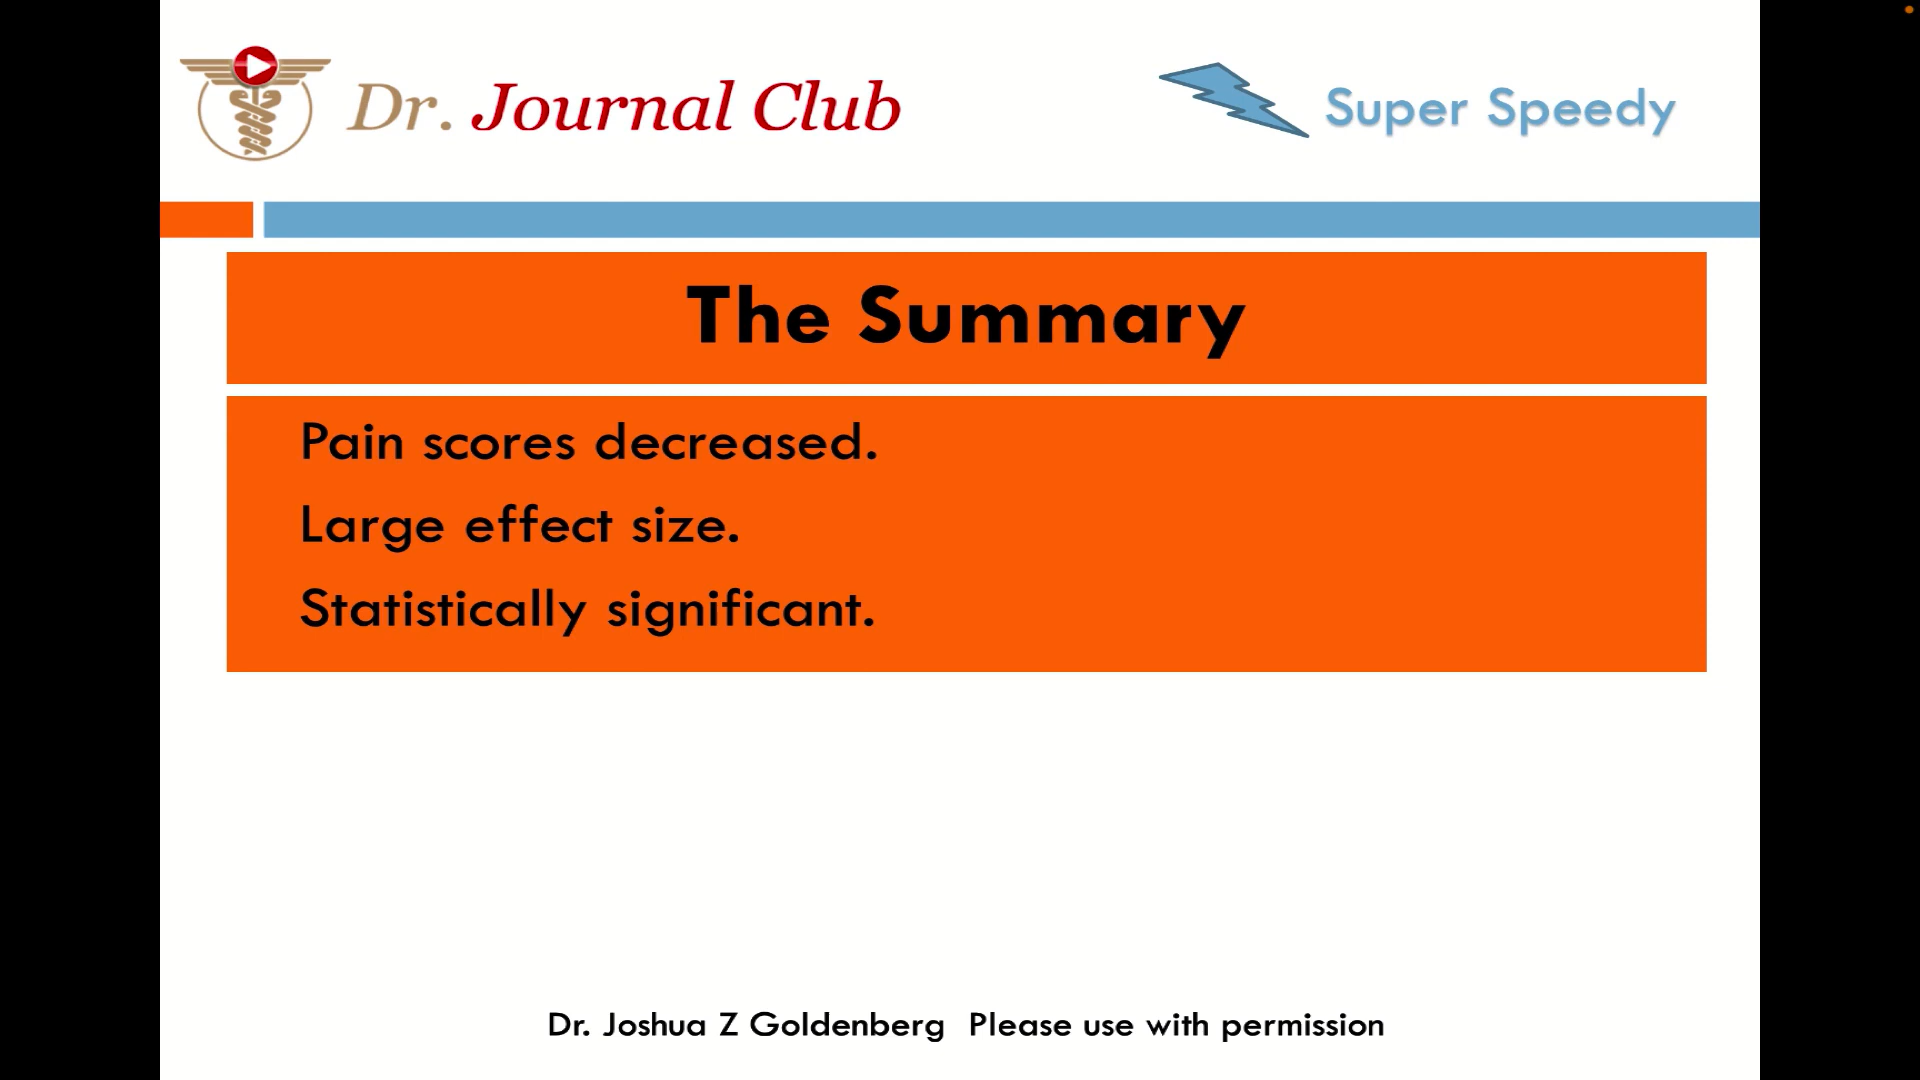 Dr. Journal Club
Super Speedy
The Summary
Pain scores decreased.
Large effect size.
Statistically significant.
Dr. Joshua Z Goldenberg  Please use with permission